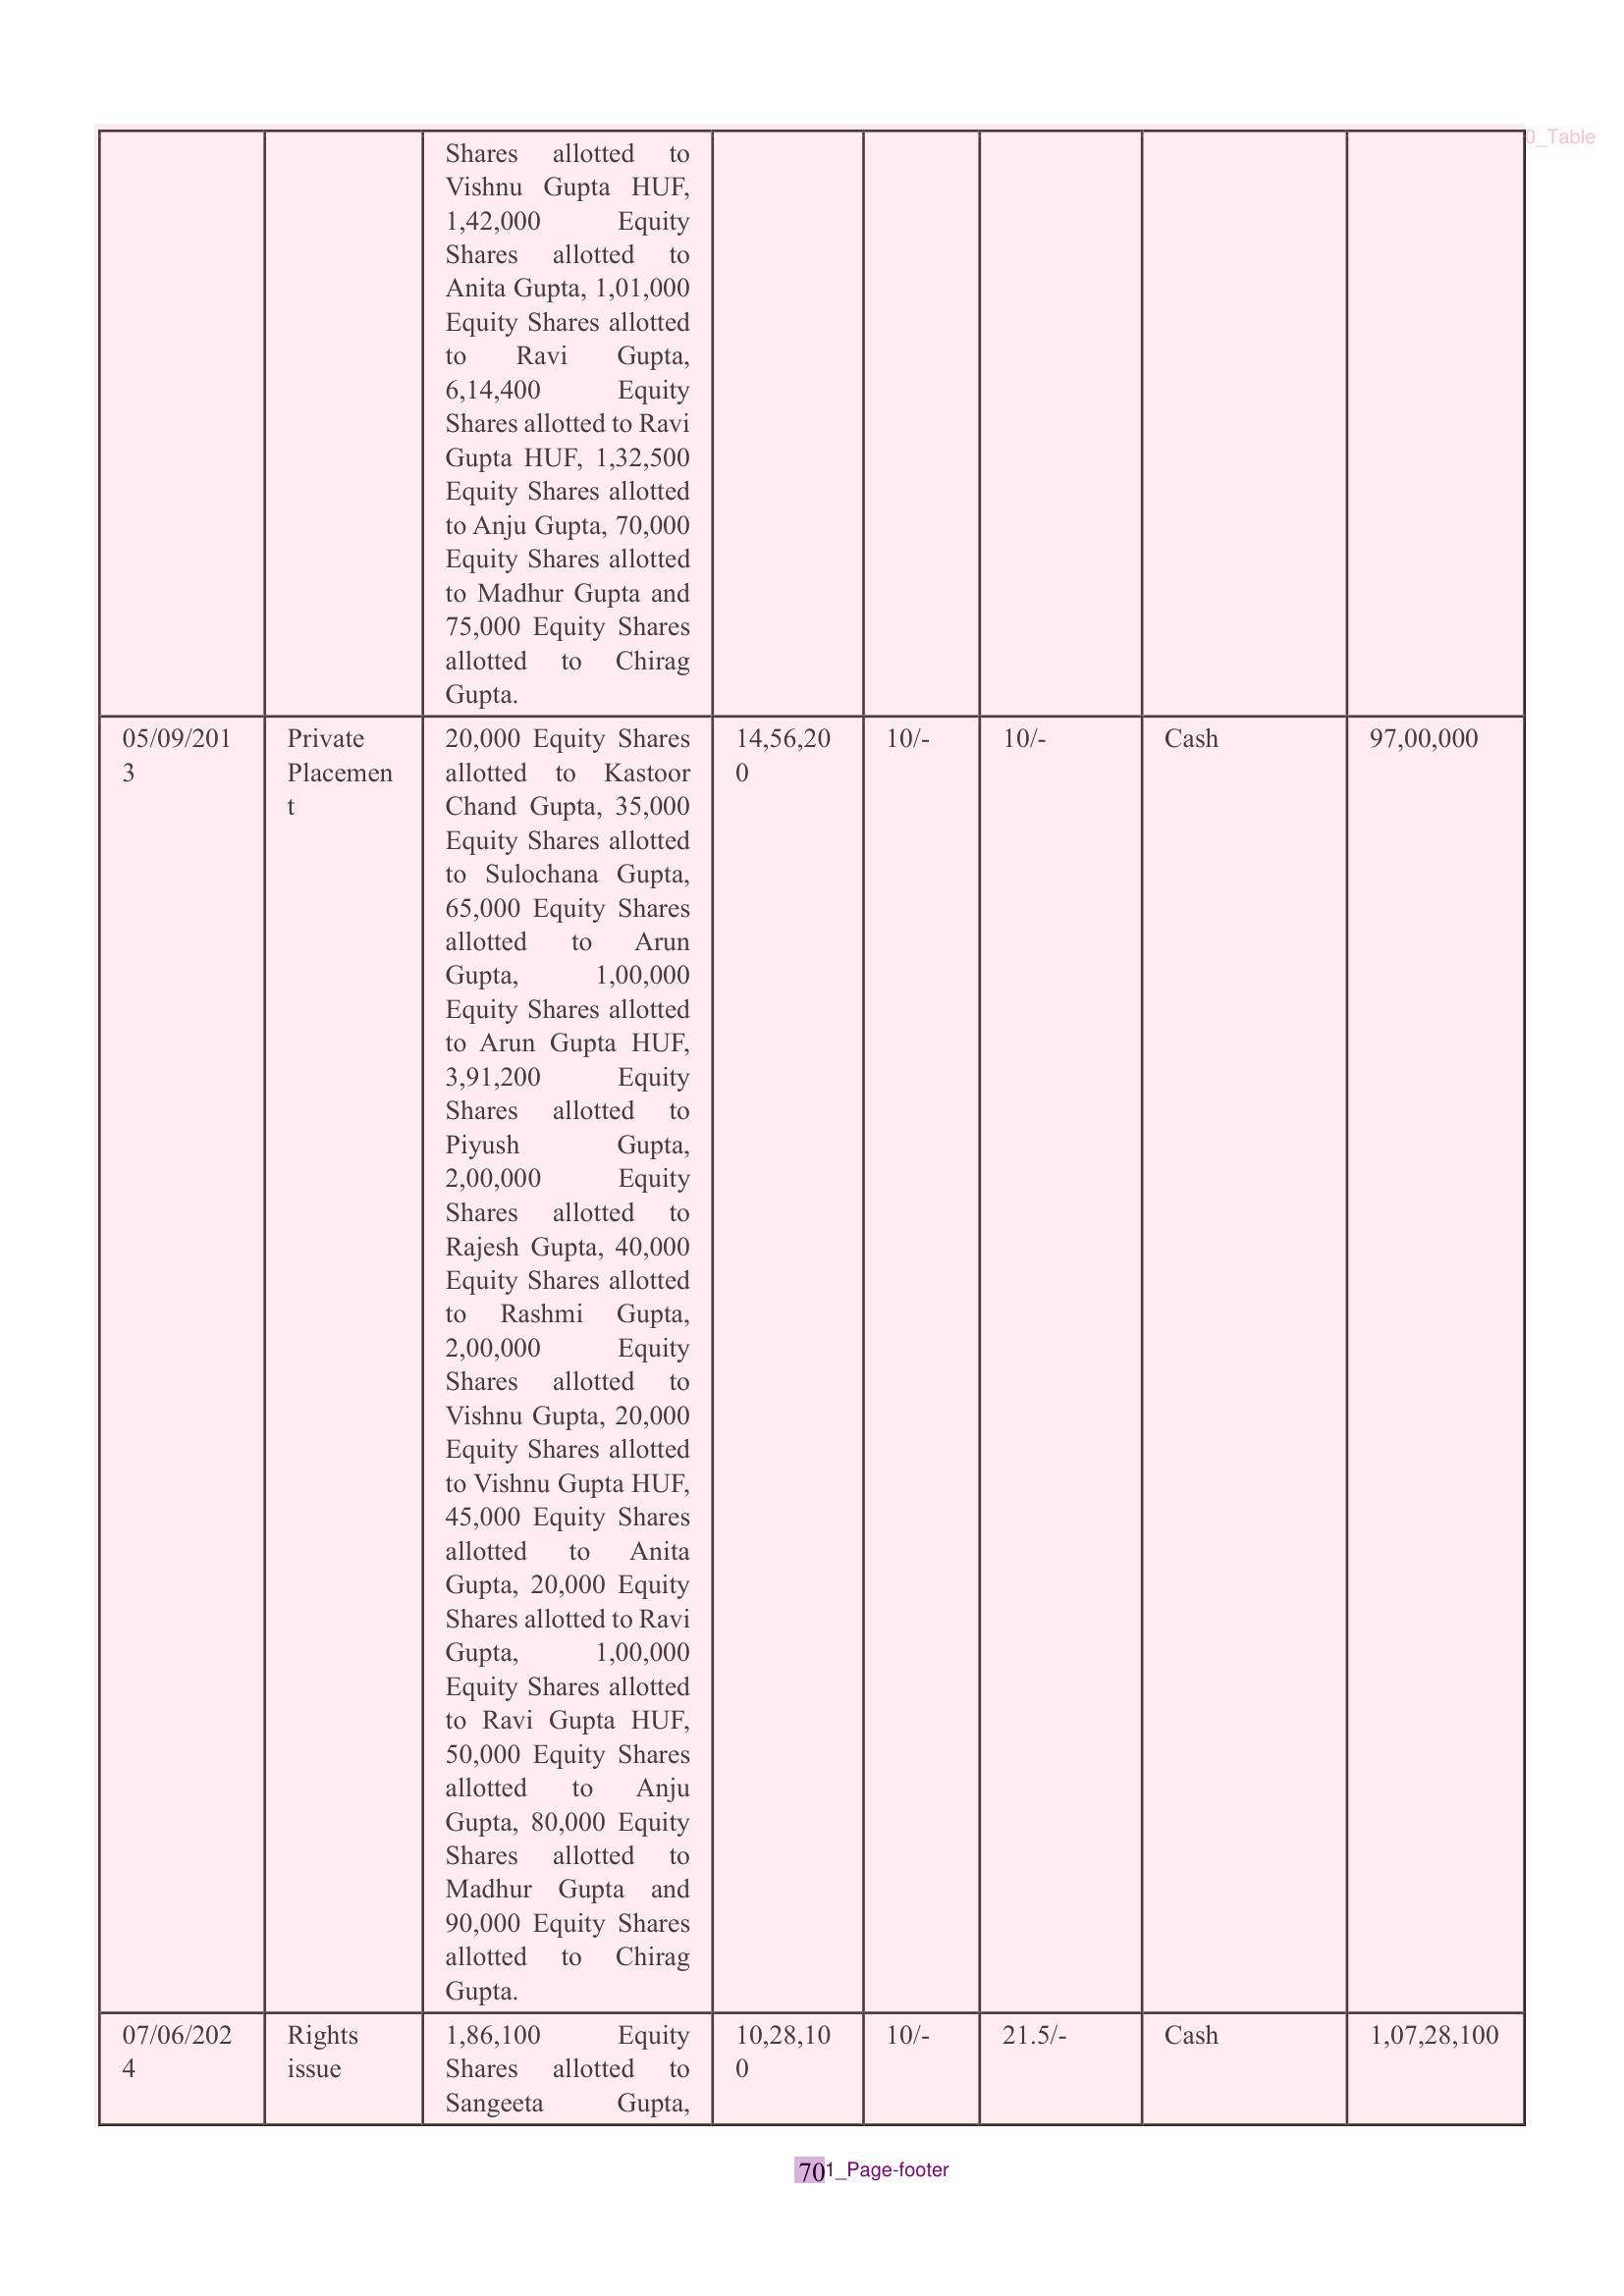 Shares allotted to
Vishnu Gupta HUF,
1,42,000 Equity
Shares allotted to
Anita Gupta, 1,01,000
Equity Shares allotted
to Ravi Gupta,
6,14,400 Equity
Shares allotted to Ravi
Gupta HUF, 1,32,500
Equity Shares allotted
to Anju Gupta, 70,000
Equity Shares allotted
to Madhur Gupta and
75,000 Equity Shares
allotted to Chirag
Gupta.
0_Table
05/09/201
3
Private
Placemen
t
20,000 Equity Shares
allotted to Kastoor
Chand Gupta, 35,000
Equity Shares allotted
to Sulochana Gupta,
65,000 Equity Shares
allotted to Arun
Gupta, 1,00,000
Equity Shares allotted
to Arun Gupta HUF,
3,91,200 Equity
Shares allotted to
Piyush Gupta,
2,00,000 Equity
Shares allotted to
Rajesh Gupta, 40,000
Equity Shares allotted
to Rashmi Gupta,
2,00,000 Equity
Shares allotted to
Vishnu Gupta, 20,000
Equity Shares allotted
to Vishnu Gupta HUF,
45,000 Equity Shares
allotted to Anita
Gupta, 20,000 Equity
Shares allotted to Ravi
Gupta, 1,00,000
Equity Shares allotted
to Ravi Gupta HUF,
50,000 Equity Shares
allotted to Anju
Gupta, 80,000 Equity
Shares allotted to
Madhur Gupta and
90,000 Equity Shares
allotted to Chirag
Gupta.
14,56,20
0
10/-
10/-
Cash
97,00,000
07/06/202
4
Rights
issue
1,86,100 Equity
Shares allotted to
Sangeeta Gupta,
10,28,10
0
10/-
21.5/-
Cash
1,07,28,100
70
1_Page-footer